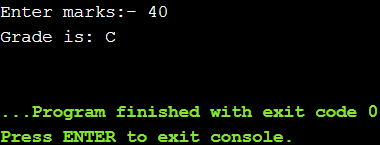 Enter marks:- 40
Grade is: C
...Program finished with exit code 0
Press ENTER to exit console.